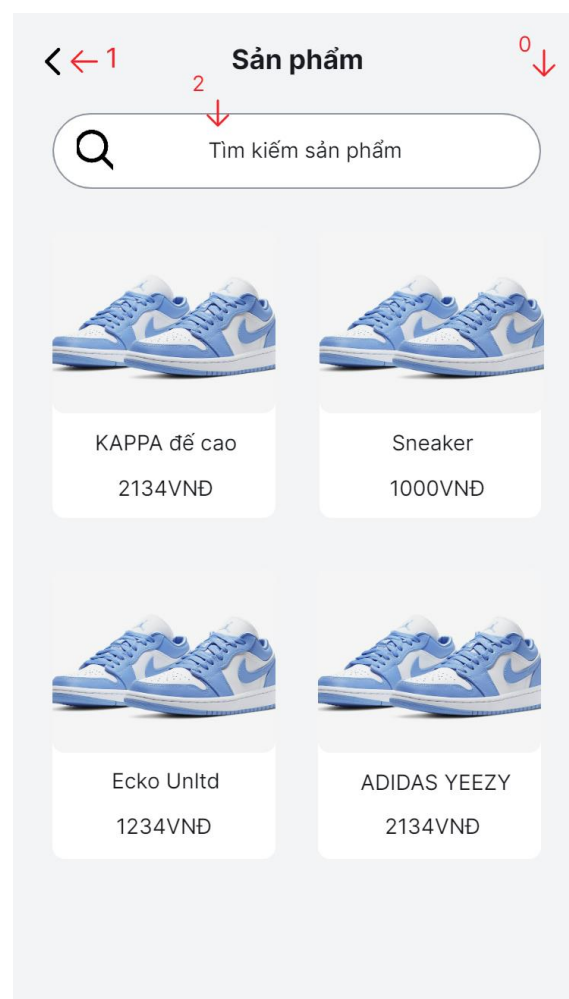 1
Sản phẩm
0
2
Tìm kiếm sản phẩm
KAPPA đế cao
2134VNĐ
Sneaker
1000VNĐ
Ecko Unltd
1234VNĐ
ADIDAS YEEZY
2134VNĐ